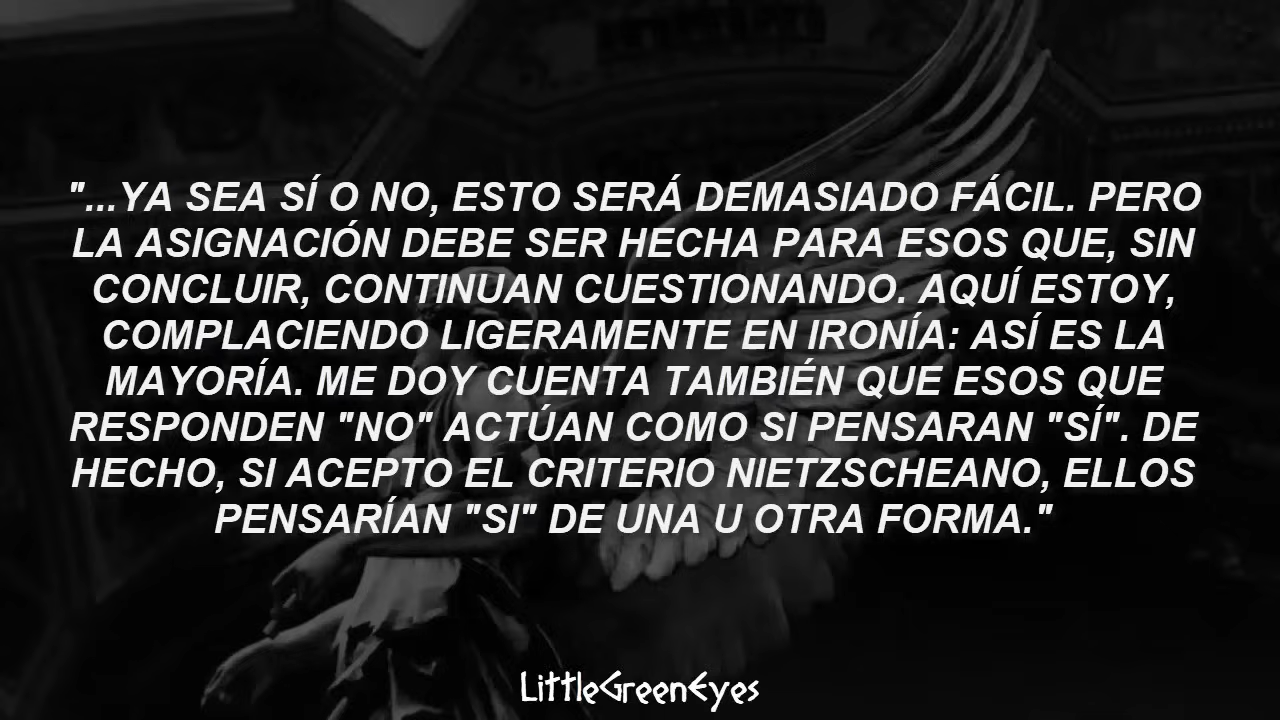 "...YA SEA SÍ O NO, ESTO SERÁ DEMASIADO FÁCIL. PERO
LA ASIGNACIÓN DEBE SER HECHA PARA ESOS QUE, SIN
CONCLUIR, CONTINUAN CUESTIONANDO. AQUÍ ESTOY,
COMPLACIENDO LIGERAMENTE EN IRONÍA: ASÍ ES LA
MAYORÍA. ME DOY CUENTA TAMBIÉN QUE ESOS QUE
RESPONDEN "NO" ACTÚAN COMO SI PENSARAN "SÍ". DE
HECHO, SI ACEPTO EL CRITERIO NIETZSCHEANO, ELLOS
PENSARÍAN "SI" DE UNA U OTRA FORMA."
LittleGreenEyes